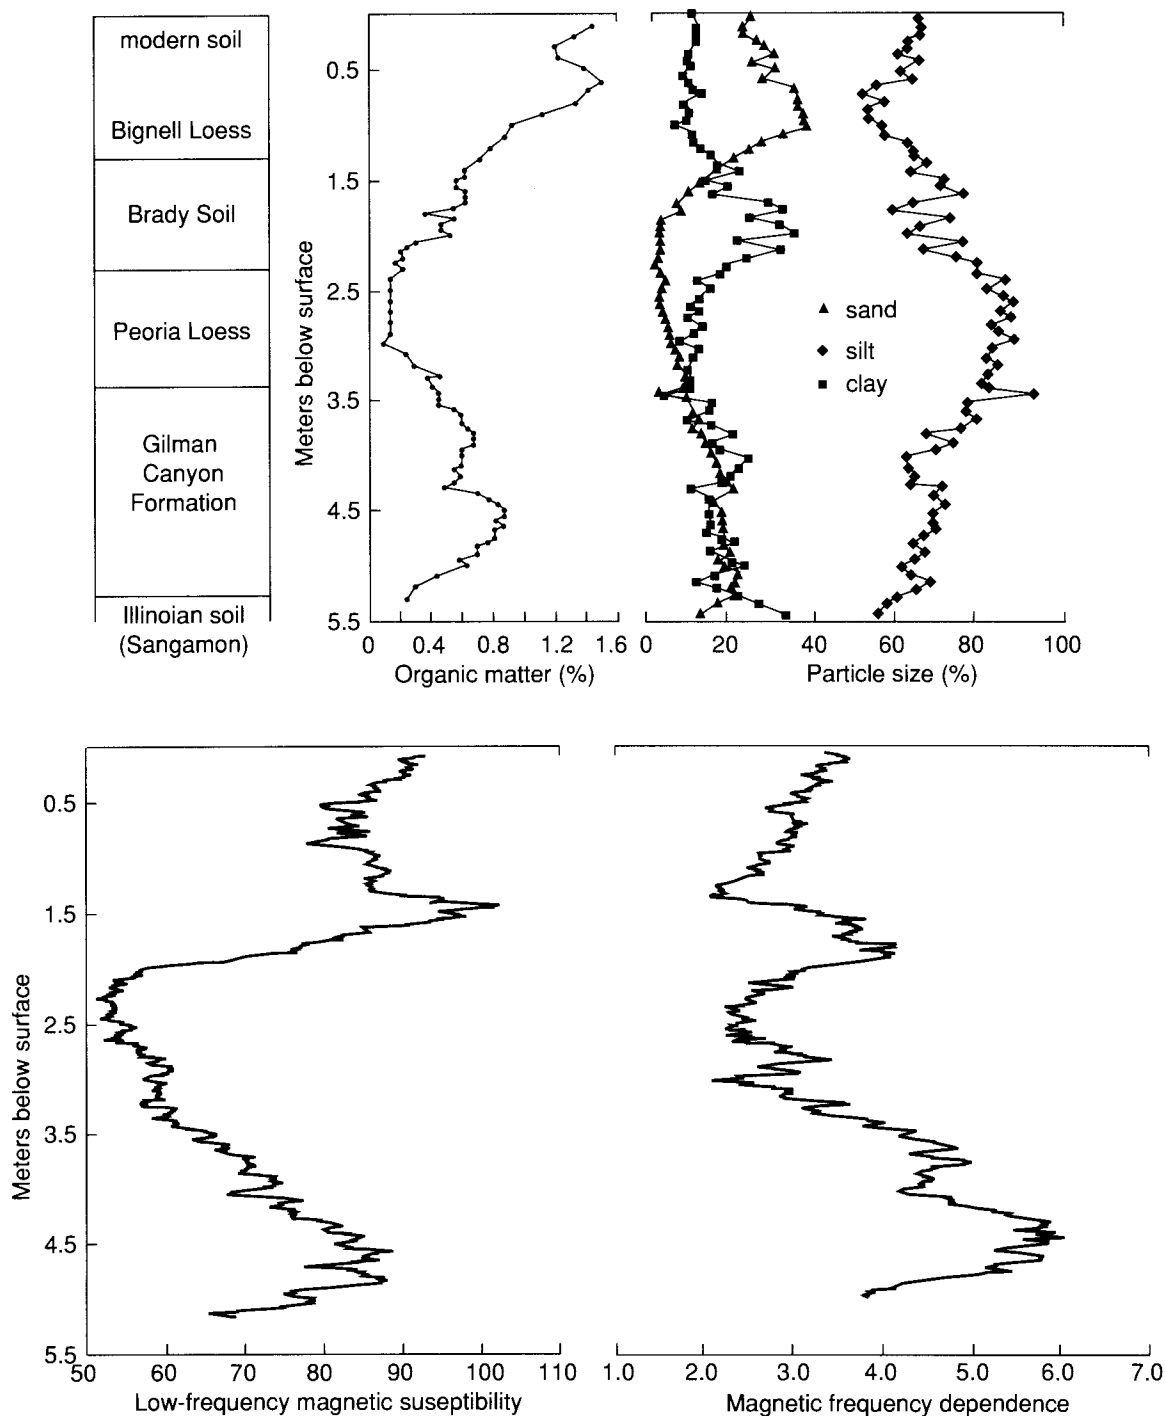 modern soil
Bignell Loess
Brady Soil
Peoria Loess
Gilman
Canyon
Formation
Illinoian soil
(Sangamon)
Meters below surface
0.5
1.5
2.5
3.5
4.5
5.5
0
0.4
0.8
1.2
1.6
Organic matter (%)
sand
silt
clay
0
20
40
60
80
100
Particle size (%)
Meters below surface
0.5
1.5
2.5
3.5
4.5
5.5
50
60
70
80
90
100
110
Low-frequency magnetic suseptibility
1.0
2.0
3.0
4.0
5.0
6.0
7.0
Magnetic frequency dependence